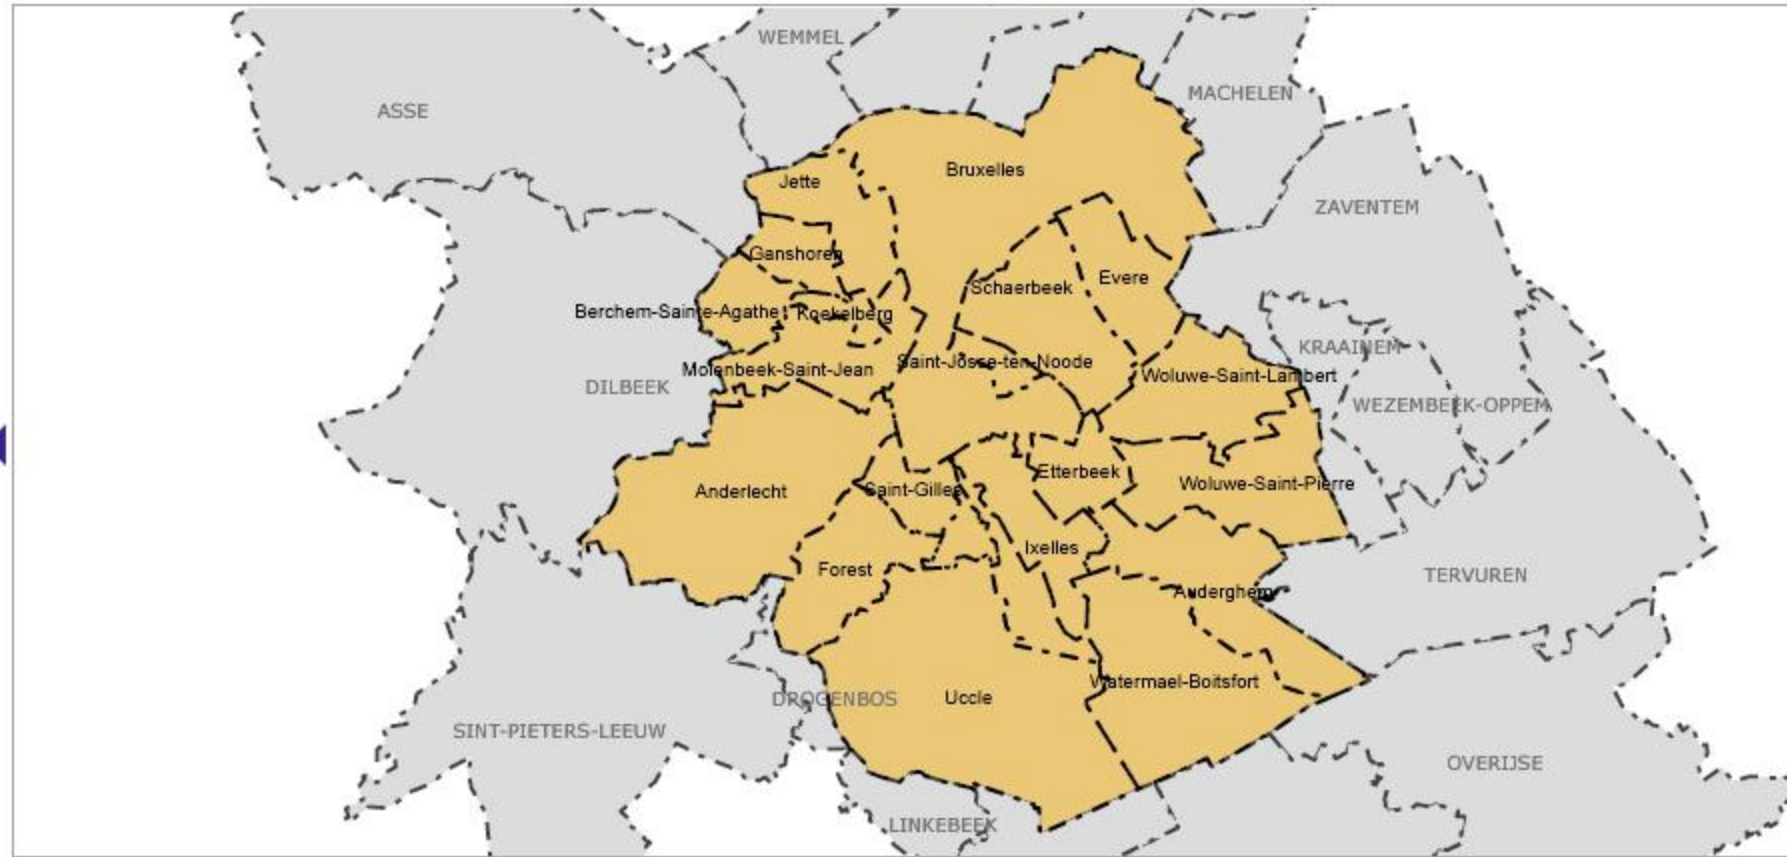 WEMMEL
MACHELEN
ASSE
Bruxelles
Jette
ZAVENTEM
Ganshoren
Evere
Schaerbeek
Berchem-Sainte-Agathe
Koekelberg
KRAAINEM
Saint-Josse-ten-Noode
Molenbeek-Saint-Jean
Woluwe-Saint-Lambert
DILBEEK
WEZEMBEEK-OPPEM
Etterbeek
Woluwe-Saint-Pierre
Anderlecht
Saint-Gilles
Ixelles
Forest
TERVUREN
Auderghem
Watermael-Boitsfort
Uccle
DROGENBOS
SINT-PIETERS-LEEUW
OVERIJSE
LINKEBEEK